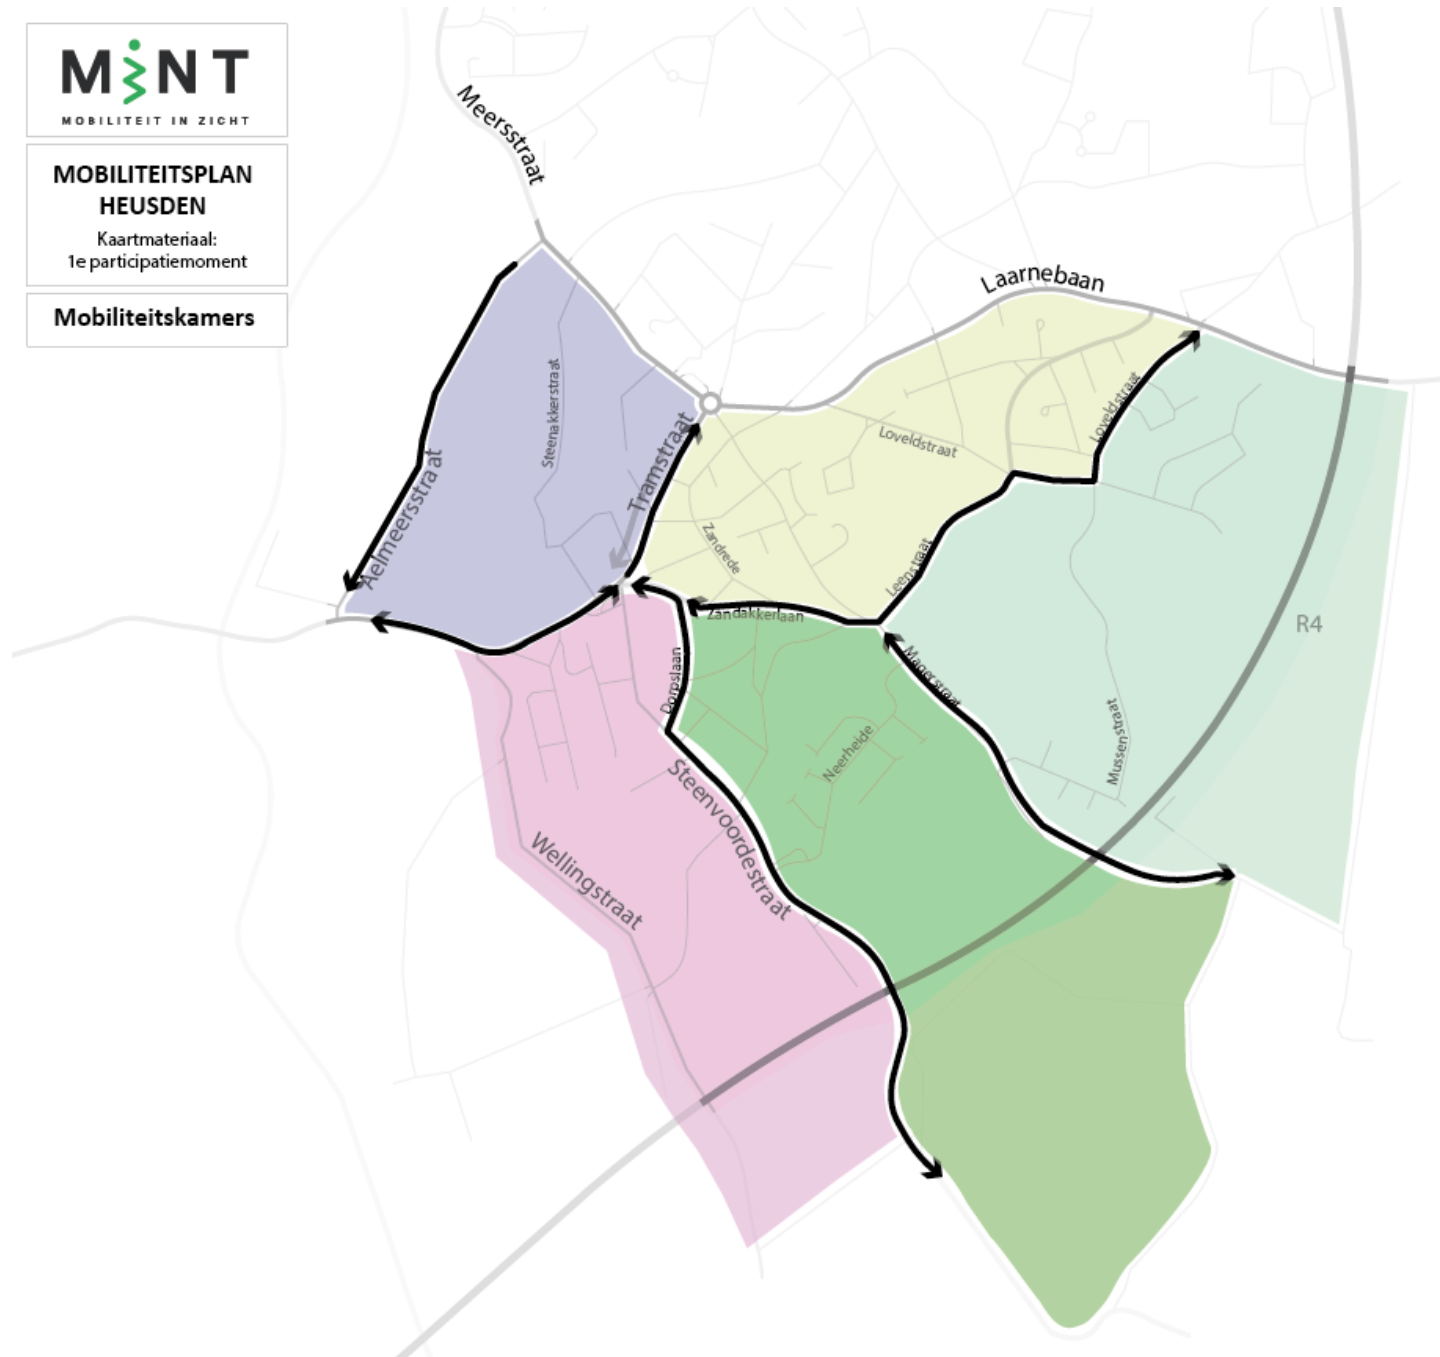 MINT
MOBILITEIT IN ZICHT
MOBILITEITSPLAN
HEUSDEN
Kaartmateriaal:
1e participatiemoment
Mobiliteitskamers
Meersstraat
Laarnebaan
Steenakkerstraat
Tramstraat
Aelmeersstraat
Loveldstraat
Loveldstraat
Zandrede
Leenstraat
Zandakkerlaan
R4
Dorpslaan
Magerstraat
Mussenstraat
Neerheide
Steenvoordestraat
Wellingstraat